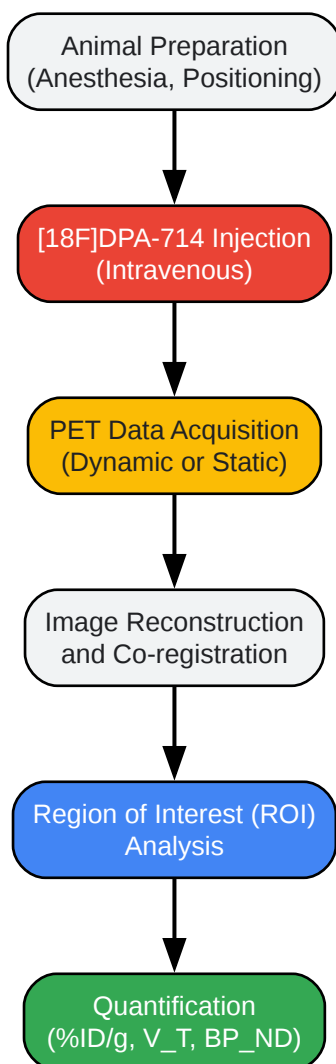 Animal Preparation
(Anesthesia, Positioning)
[18F]DPA-714 Injection
(Intravenous)
PET Data Acquisition
(Dynamic or Static)
Image Reconstruction
and Co-registration
Region of Interest (ROI)
Analysis
Quantification
(%ID/g, V_T, BP_ND)